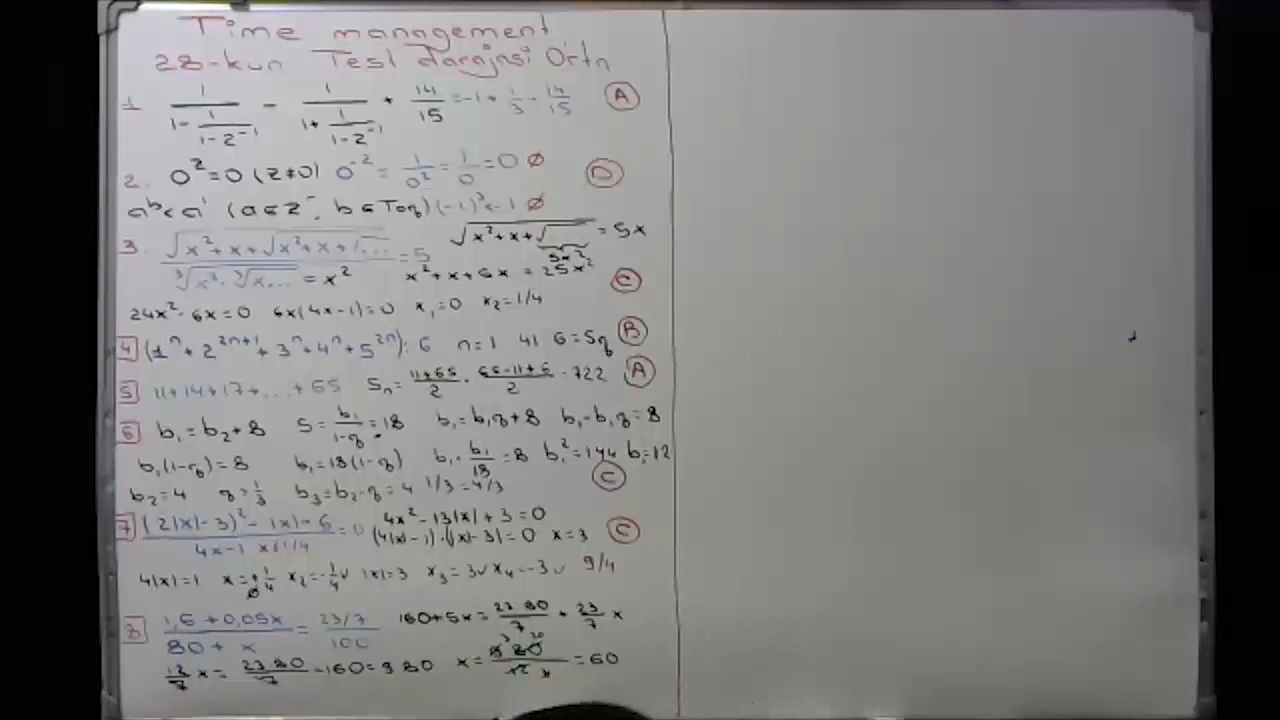 Time management
28-kun Test darajasi O'rta
1. 1/(1-1/(1-2⁻¹)) - 1/(1+1/(1-2⁻¹)) + 14/15 = -1 + 1/3 - 14/15 (A)
2. 0² = 0 (2≠0) 0⁻² = 1/0² = 1/0 = 0 ∅ (D)
aᵇ < a¹ (a∈Z⁻, b∈Toq) (-1)³ < -1 ∅
3. √(x²+x+√(x²+x+√...)) / ∛(x²·∛(x...)) = x² = 5 √(x²+x+√) = 5x
x²+x+5x = 25x² (C)
24x² - 6x = 0 6x(4x-1) = 0 x₁ = 0 x₂ = 1/4
4 (1ⁿ + 2²ⁿ⁺¹ + 3ⁿ + 4ⁿ + 5²ⁿ) : 6 n = 1 41 (B)
5 11+14+17+...+65 Sₙ = (11+65)/2 · (65-11+6)/2 = 722 (A)
6 b₁ = b₂ + 8 S = b₁/(1-q) = 18 b₁ = b₁q + 8 b₁ - b₁q = 8
b₁(1-q) = 8 b₁ = 18(1-q) b₁ · b₁/18 = 8 b₁² = 144 b₁ = 12
b₂ = 4 q = 1/3 b₃ = b₂·q = 4 · 1/3 = 4/3 (C)
7 ((2|x|-3)² - |x| - 6)/(4x-1) = 0 x≠1/4 4x² - 13|x| + 3 = 0
(4|x|-1)·(|x|-3) = 0 x = 3 (C)
4|x| = 1 x = +1/4 ∅ x₂ = -1/4 v |x| = 3 x₃ = 3 v x₄ = -3 v 9/4
8 (1,6 + 0,05x)/(80 + x) = (23/7)/100 160 + 5x = 23·80/7 + 23/7 x
12/7 x = 23·80/7 - 160 = x = = 60